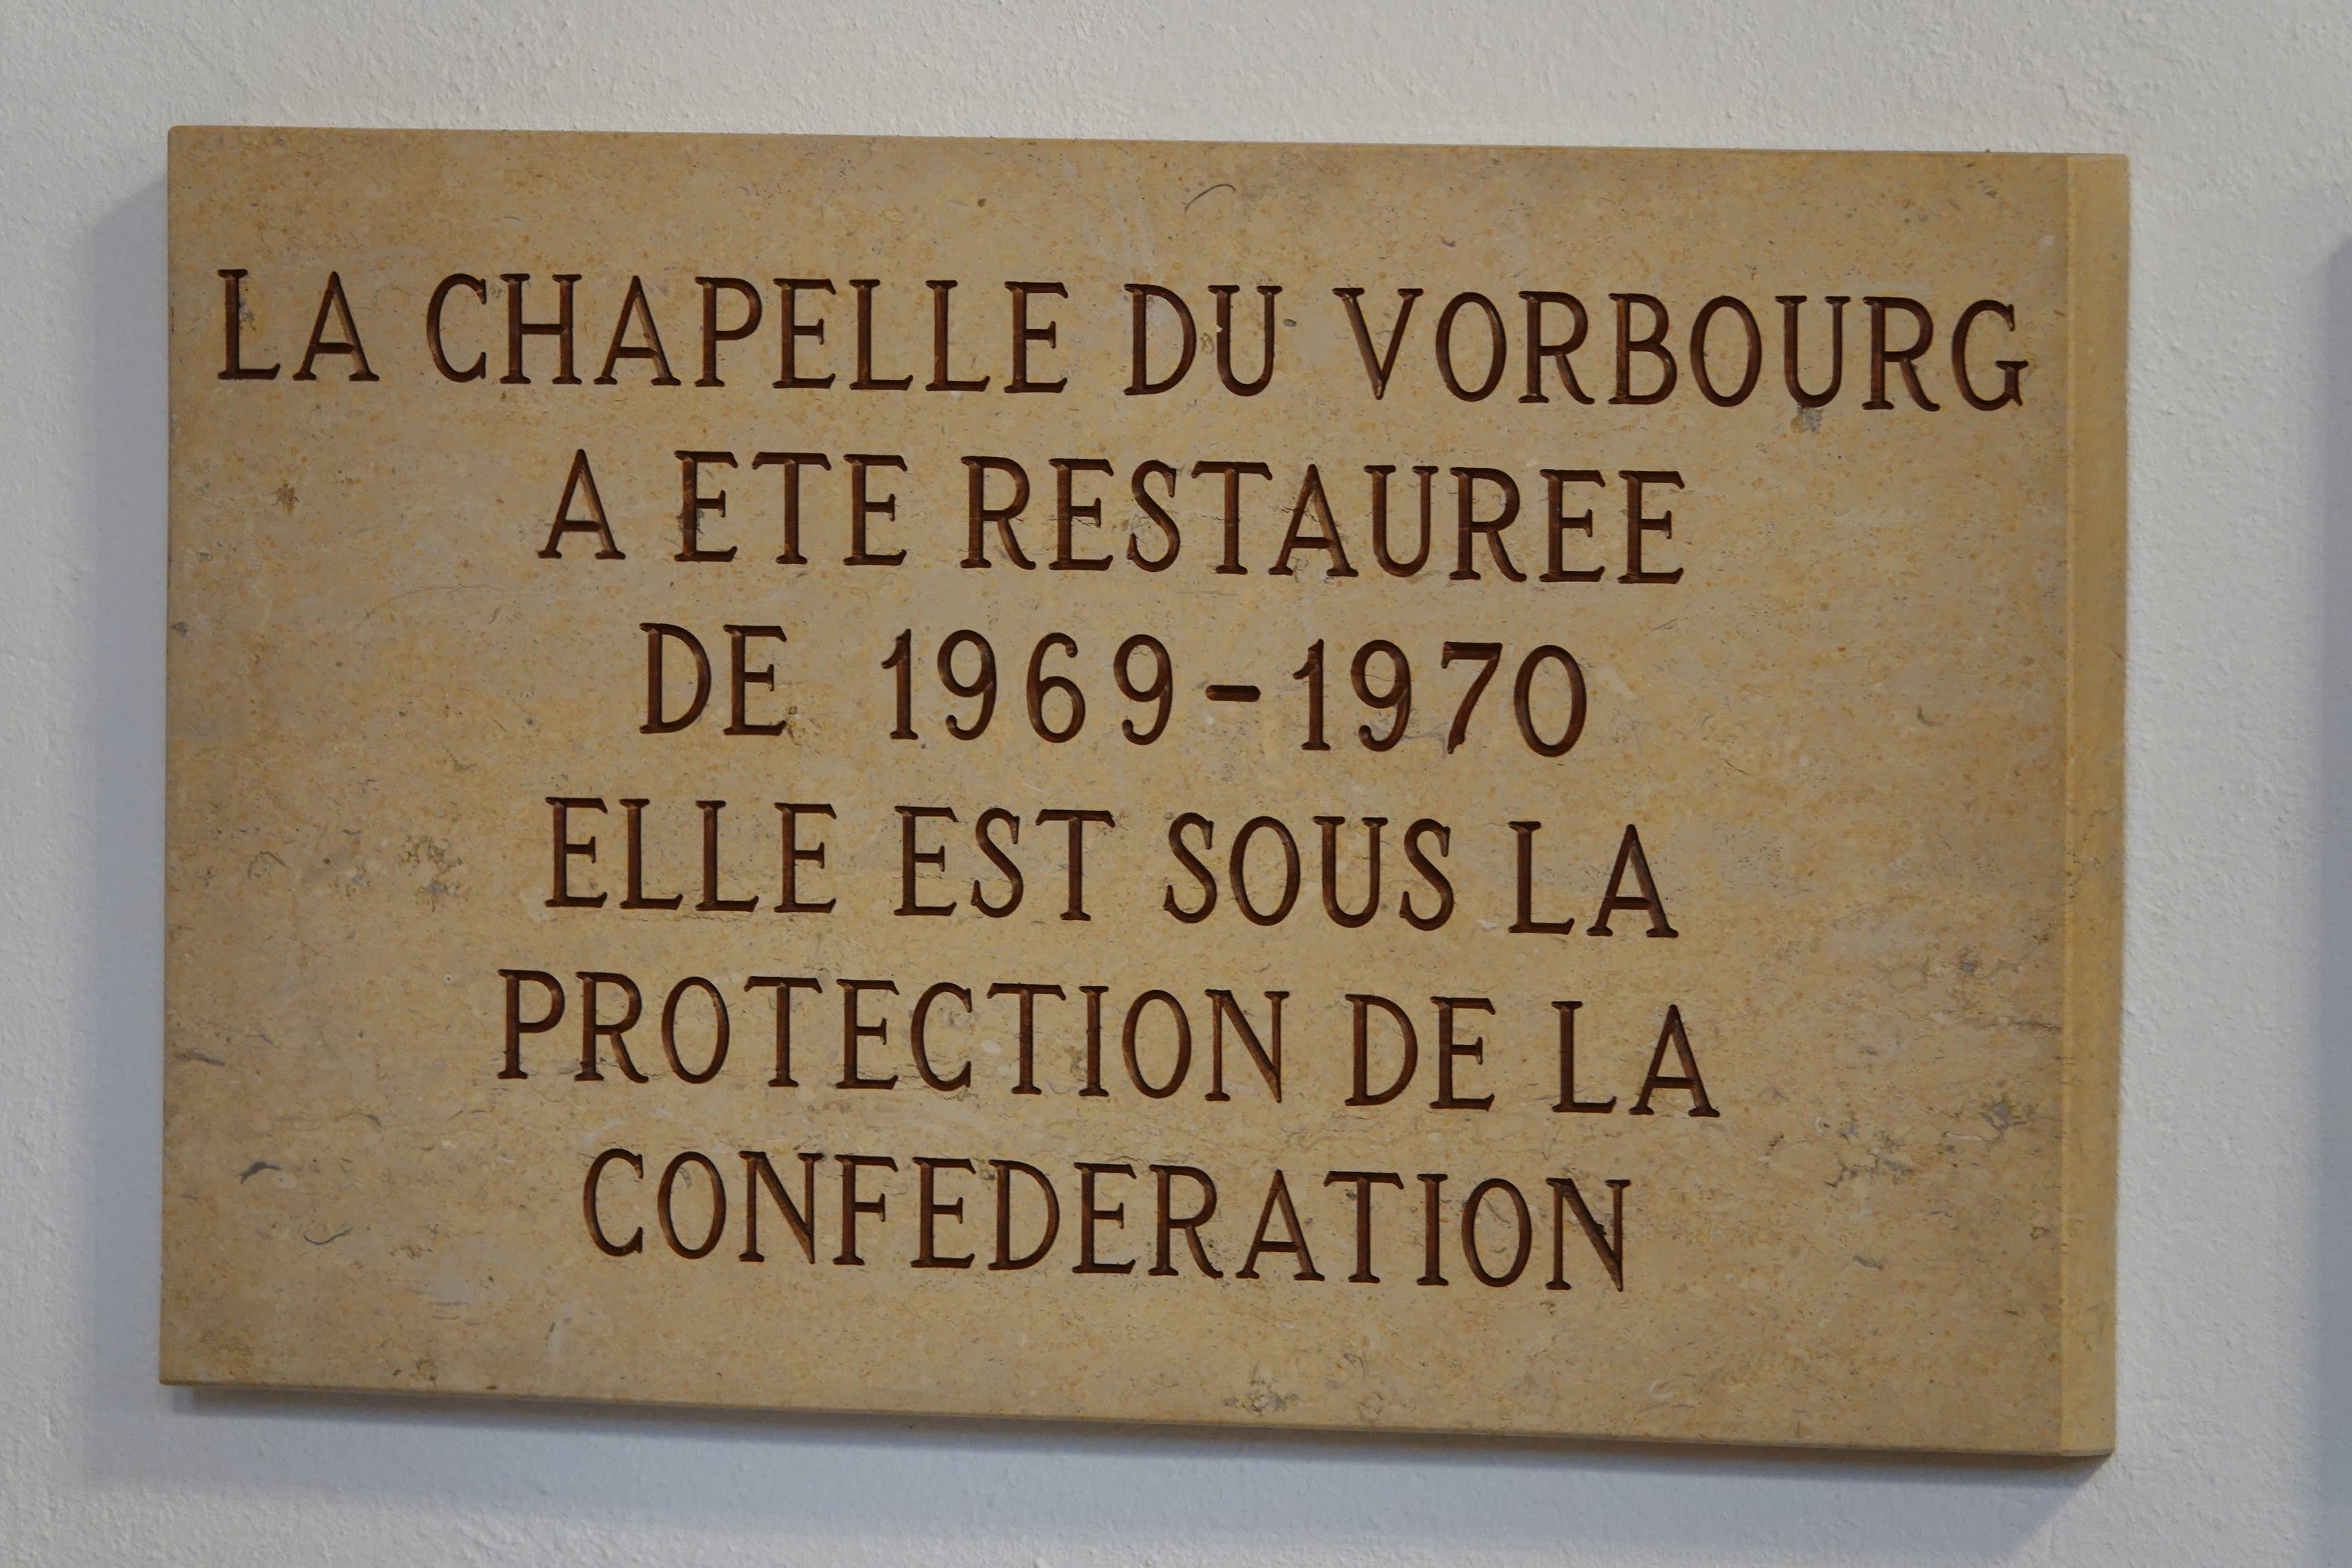 LA CHAPELLE DU VORBOURG
A ETE RESTAUREE
DE 1969-1970
ELLE EST SOUS LA
PROTECTION DE LA
CONFEDERATION